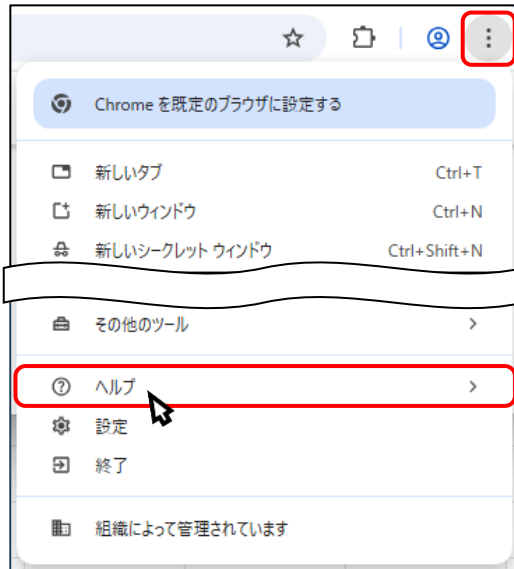 Chrome を既定のブラウザに設定する
新しいタブ Ctrl+T
新しいウィンドウ Ctrl+N
新しいシークレット ウィンドウ Ctrl+Shift+N
その他のツール
ヘルプ
設定
終了
組織によって管理されています